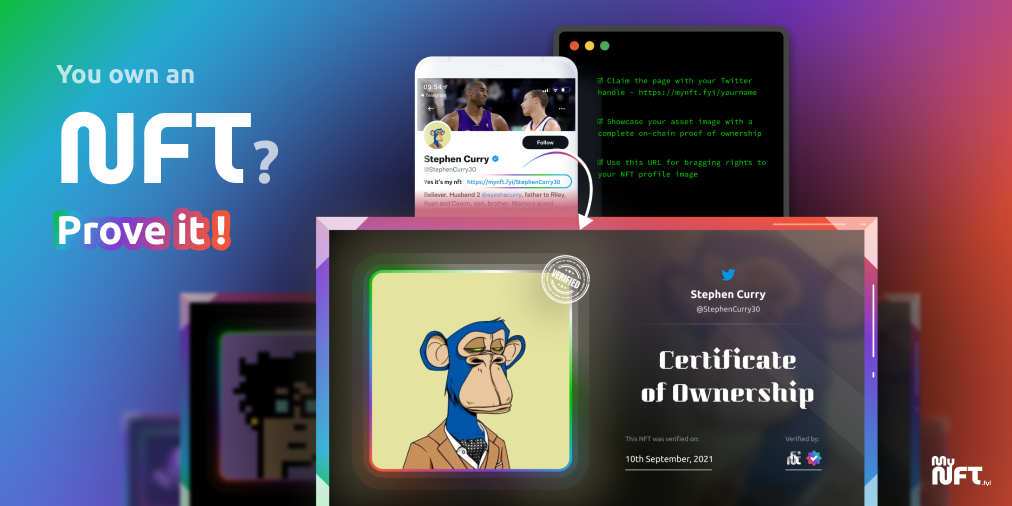 You own an
NFT?
Prove it!
09:54
Telegram
Follow
Stephen Curry
@StephenCurry30
Yes it's my nft https://mynft.fyi/StephenCurry30
Believer. Husband 2 @ayeshacurry, father to Riley,
Ryan and Canon, son, brother. Warriors guard
☑ Claim the page with your Twitter
handle - https://mynft.fyi/yourname
☑ Showcase your asset image with a
complete on-chain proof of ownership
☑ Use this URL for bragging rights to
your NFT profile image
VERIFIED
Stephen Curry
@StephenCurry30
Certificate
of Ownership
This NFT was verified on:
10th September, 2021
Verified by:
My
NFT.fyi